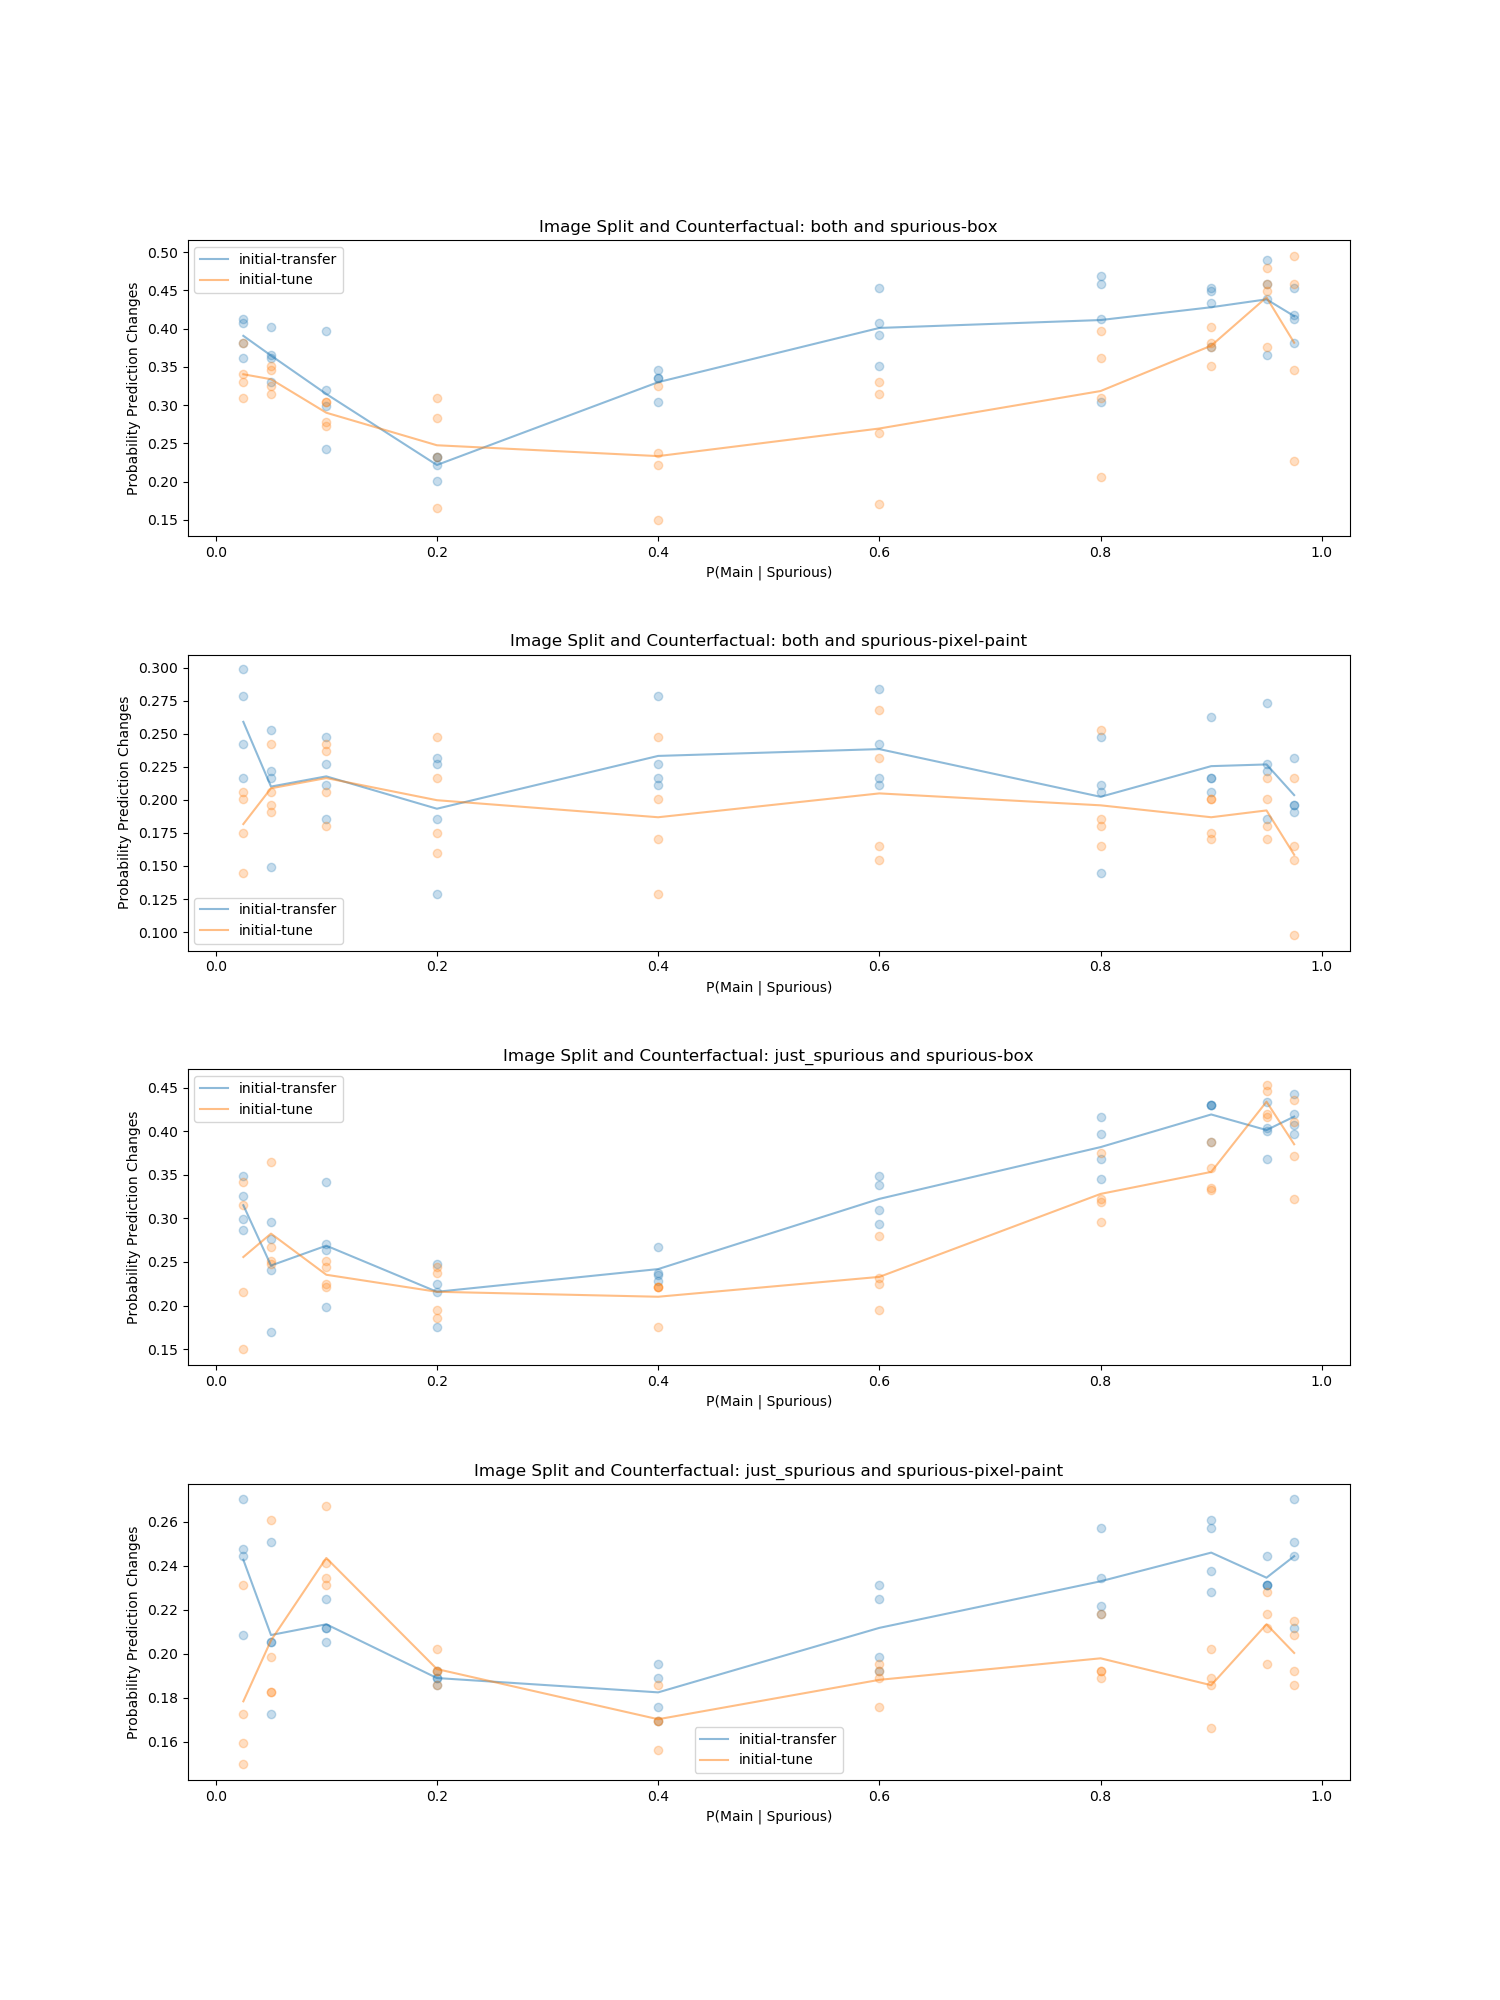 Image Split and Counterfactual: both and spurious-box
initial-transfer
initial-tune
Probability Prediction Changes
0.50
0.45
0.40
0.35
0.30
0.25
0.20
0.15
0.0 0.2 0.4 0.6 0.8 1.0
P(Main | Spurious)
Image Split and Counterfactual: both and spurious-pixel-paint
Probability Prediction Changes
0.300
0.275
0.250
0.225
0.200
0.175
0.150
0.125
0.100
initial-transfer
initial-tune
0.0 0.2 0.4 0.6 0.8 1.0
P(Main | Spurious)
Image Split and Counterfactual: just_spurious and spurious-box
initial-transfer
initial-tune
Probability Prediction Changes
0.45
0.40
0.35
0.30
0.25
0.20
0.15
0.0 0.2 0.4 0.6 0.8 1.0
P(Main | Spurious)
Image Split and Counterfactual: just_spurious and spurious-pixel-paint
Probability Prediction Changes
0.26
0.24
0.22
0.20
0.18
0.16
initial-transfer
initial-tune
0.0 0.2 0.4 0.6 0.8 1.0
P(Main | Spurious)